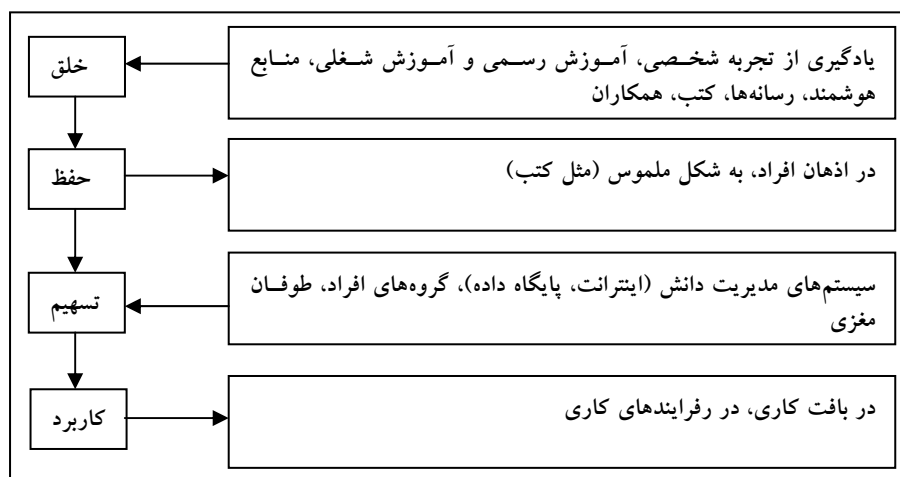 خلق
یادگیری از تجربه شخصی، آموزش رسمی و آموزش شغلی، منابع
هوشمند، رسانه‌ها، کتب، همکاران
حفظ
در اذهان افراد، به شکل ملموس (مثل کتب)
تسهیم
سیستم‌های مدیریت دانش (اینترانت، پایگاه داده)، گروه‌های افراد، طوفان
مغزی
کاربرد
در بافت کاری، در رفرایندهای کاری